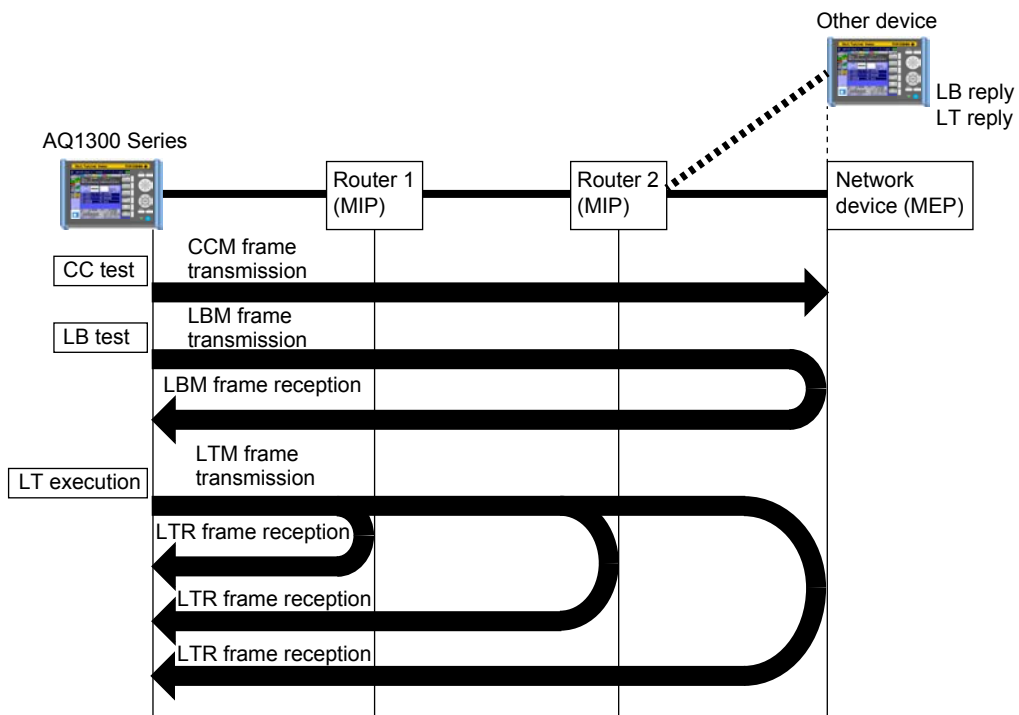 Other device
LB reply
LT reply
AQ1300 Series
Router 1
(MIP)
Router 2
(MIP)
Network
device (MEP)
CC test
CCM frame
transmission
LB test
LBM frame
transmission
LBM frame reception
LT execution
LTM frame
transmission
LTR frame reception
LTR frame reception
LTR frame reception